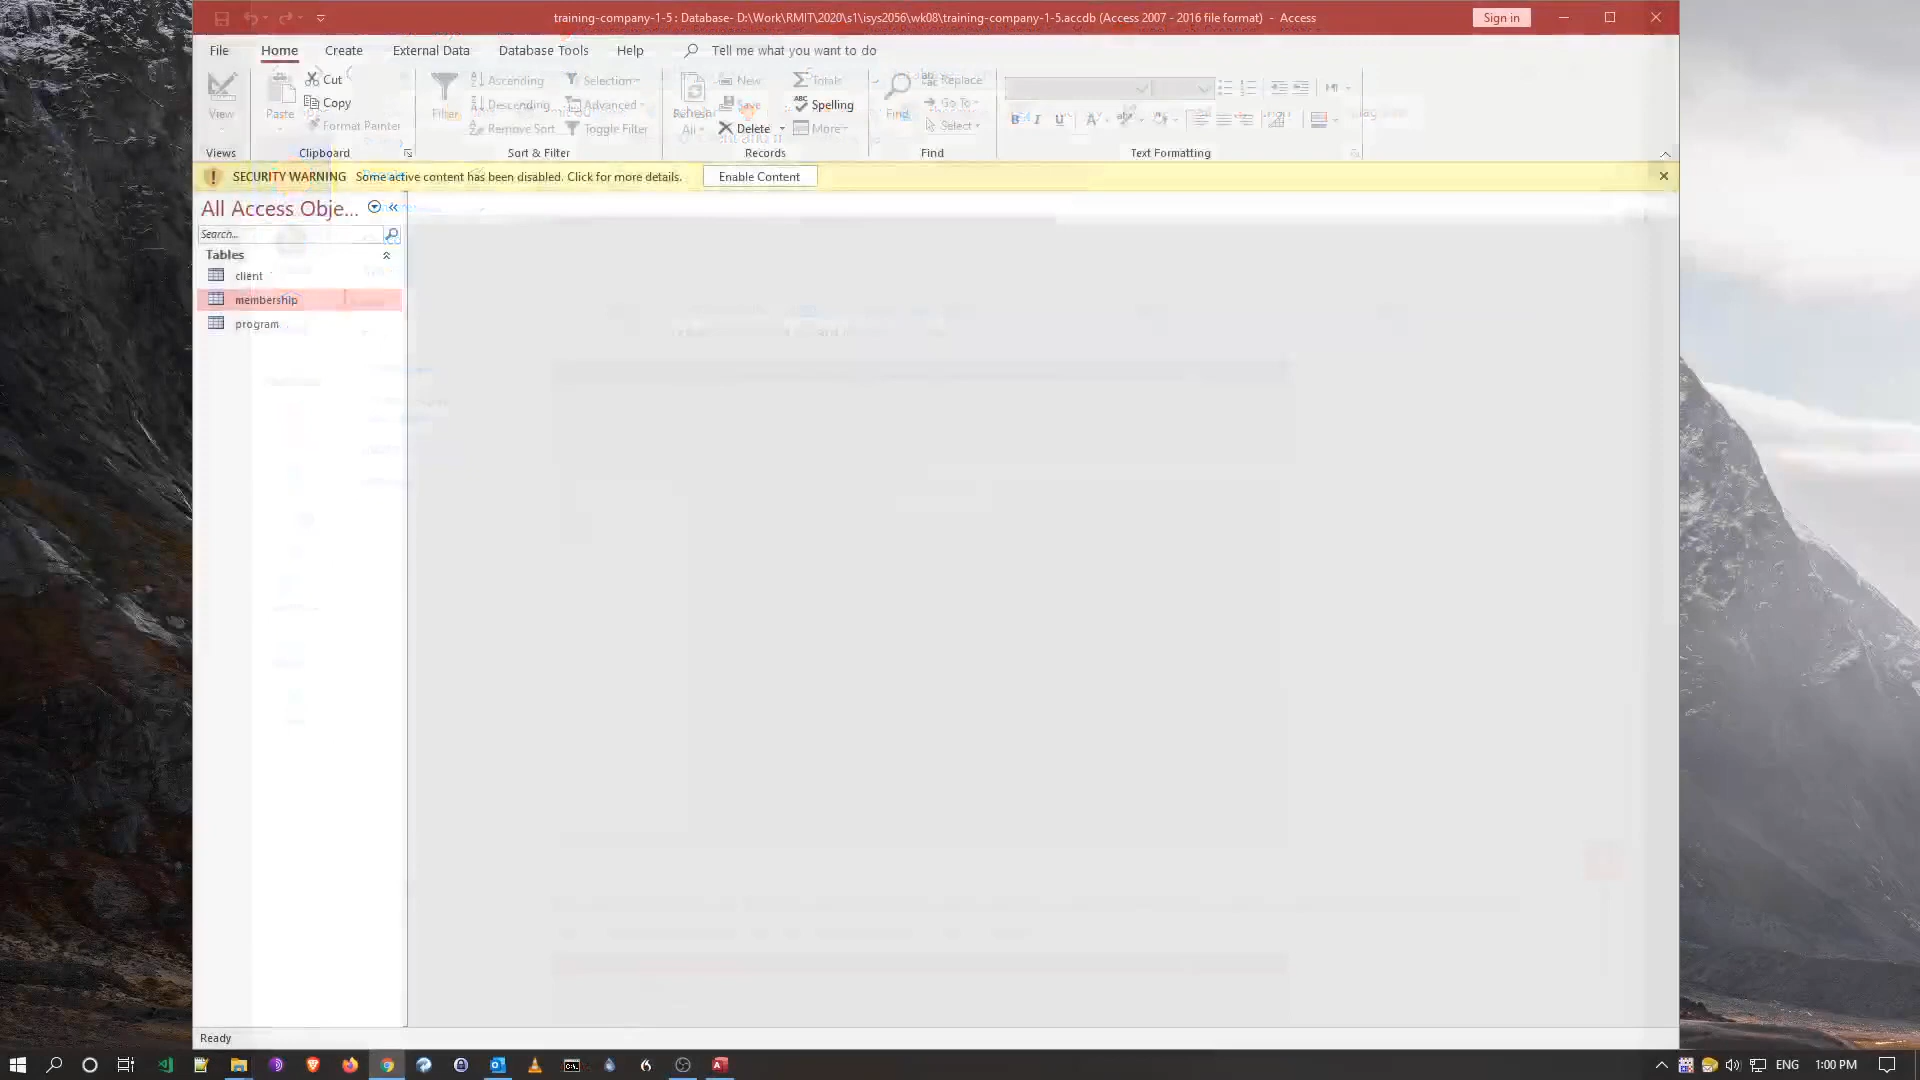 training-company-1-5 : Database- D:\Work\RMIT\2020\s1\isys2056\wk08\training-company-1-5.accdb (Access 2007 - 2016 file format) - Access
Sign in
File Home Create External Data Database Tools Help Tell me what you want to do
View Paste Cut Copy Format Painter
Filter Ascending Descending Remove Sort Selection Advanced Toggle Filter
Refresh All New Save Delete Totals Spelling More
Find Replace Go To Select
B I U
Views Clipboard Sort & Filter Records Find Text Formatting
SECURITY WARNING Some active content has been disabled. Click for more details. Enable Content
All Access Obje...
Search...
Tables
client
membership
program
Ready
ENG 1:00 PM